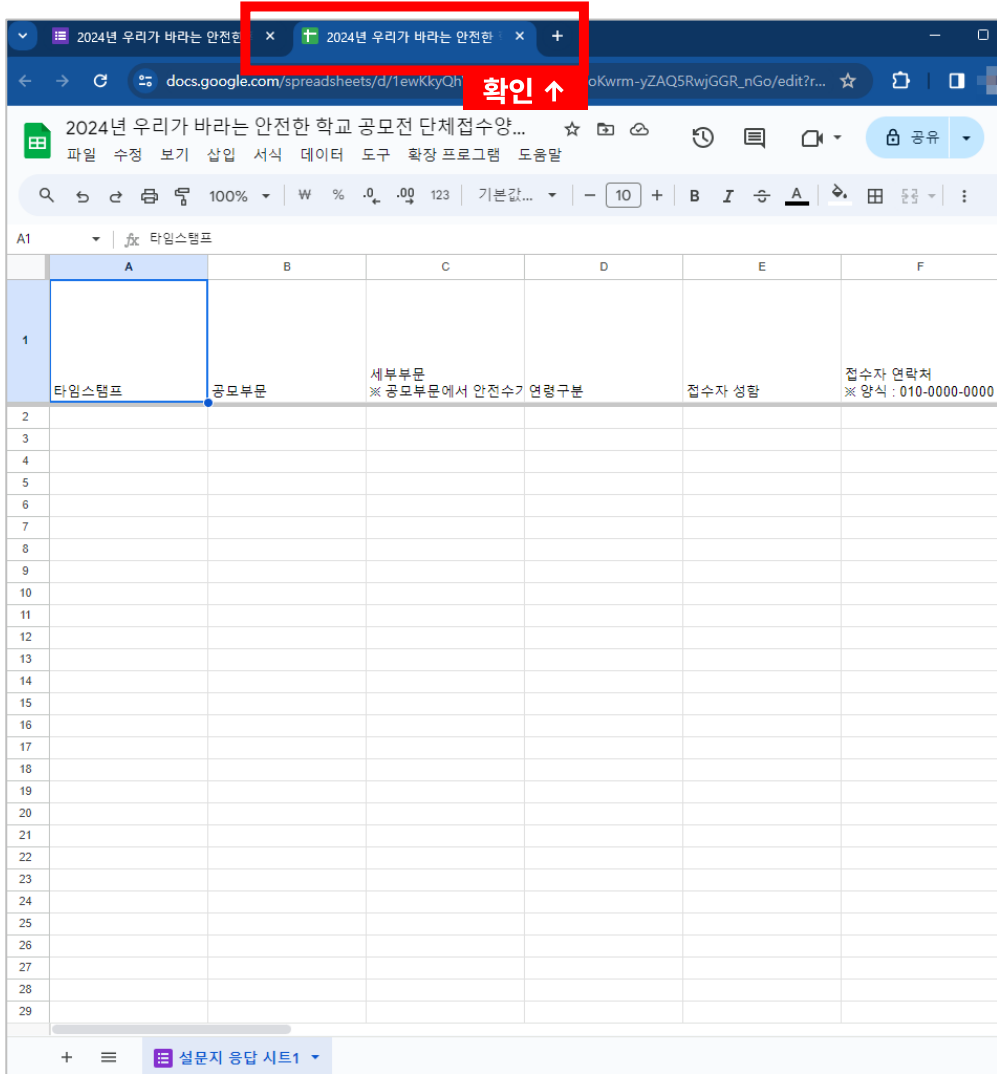 2024년 우리가 바라는 안전한
2024년 우리가 바라는 안전한
docs.google.com/spreadsheets/d/1ewKkyQh oKwrm-yZAQ5RwjGGR_nGo/edit?r...
확인 ↑
2024년 우리가 바라는 안전한 학교 공모전 단체접수양...
파일 수정 보기 삽입 서식 데이터 도구 확장 프로그램 도움말
공유
100% ₩ % .0 .00 123 기본값... − 10 + B I S A
A1 fx 타임스탬프
A B C D E F
1
세부부문 접수자 연락처
타임스탬프 공모부문 ※ 공모부문에서 안전수기 연령구분 접수자 성함 ※ 양식 : 010-0000-0000
2
3
4
5
6
7
8
9
10
11
12
13
14
15
16
17
18
19
20
21
22
23
24
25
26
27
28
29
+ 설문지 응답 시트1